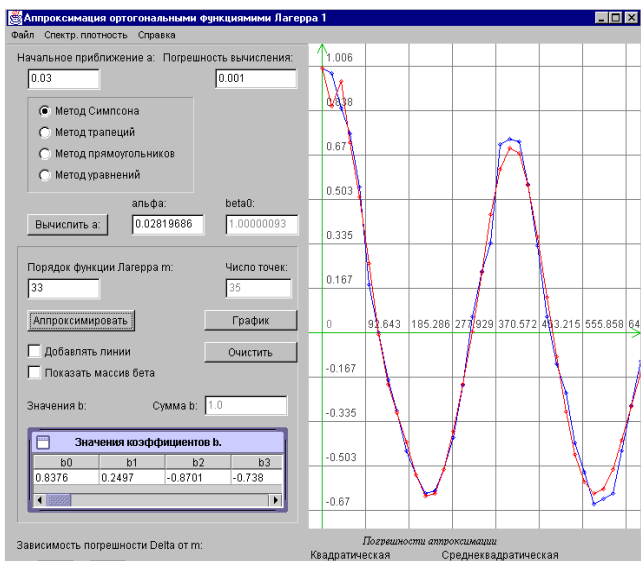 Аппроксимация ортогональными функциямими Лагерра 1
Файл Спектр. плотность Справка
Начальное приближение a: Погрешность вычисления:
0.03 0.001
Метод Симпсона
Метод трапеций
Метод прямоугольников
Метод уравнений
альфа: beta0:
Вычислить a: 0.02819686 1.00000093
Порядок функции Лагерра m: Число точек:
33 35
Аппроксимировать График
Добавлять линии Очистить
Показать массив бета
Значения b: Сумма b: 1.0
Значения коэффициентов b.
b0 b1 b2 b3
0.8376 0.2497 -0.8701 -0.738
Зависимость погрешности Delta от m:
1.006
0.838
0.67
0.503
0.335
0.167
0 92.643 185.286 277.929 370.572 463.215 555.858 64
-0.167
-0.335
-0.503
-0.67
Погрешности аппроксимации
Квадратическая Среднеквадратическая